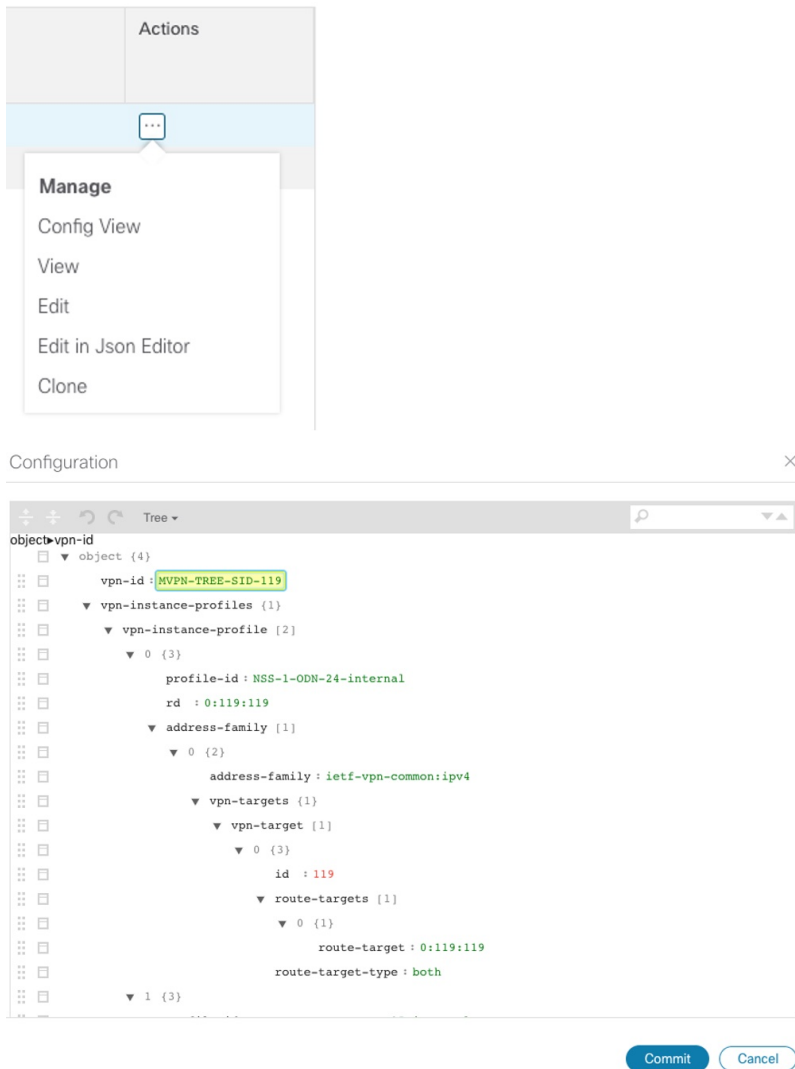 Actions
...
Manage
Config View
View
Edit
Edit in Json Editor
Clone
Configuration
Tree
object▸vpn-id
object {4}
vpn-id : MVPN-TREE-SID-119
vpn-instance-profiles {1}
vpn-instance-profile [2]
0 {3}
profile-id : NSS-1-ODN-24-internal
rd : 0:119:119
address-family [1]
0 {2}
address-family : ietf-vpn-common:ipv4
vpn-targets {1}
vpn-target [1]
0 {3}
id : 119
route-targets [1]
0 {1}
route-target : 0:119:119
route-target-type : both
1 {3}
Commit Cancel